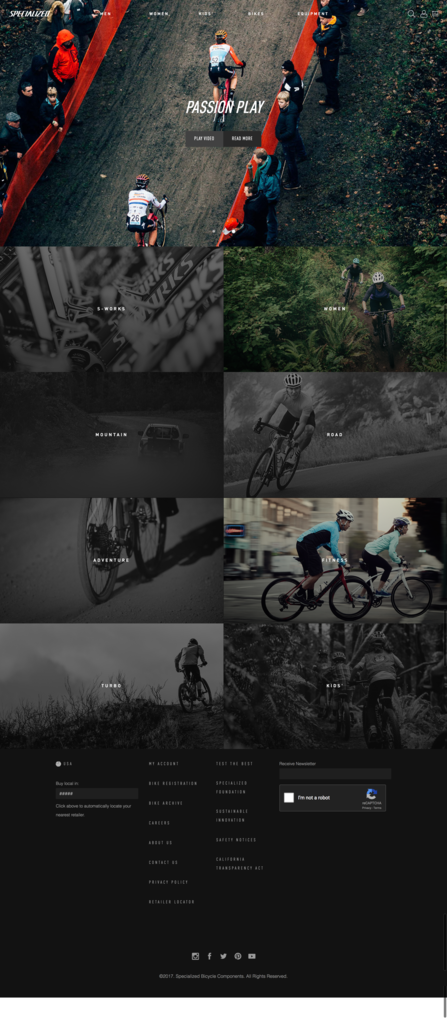 SPECIALIZED MEN WOMEN KIDS BIKES EQUIPMENT
PASSION PLAY
PLAY VIDEO READ MORE
26
S-WORKS WOMEN
MOUNTAIN ROAD
ADVENTURE FITNESS
TURBO KIDS'
USA
Buy local in:
#####
Click above to automatically locate your
nearest retailer.
MY ACCOUNT
BIKE REGISTRATION
BIKE ARCHIVE
CAREERS
ABOUT US
CONTACT US
PRIVACY POLICY
RETAILER LOCATOR
TEST THE BEST
SPECIALIZED
FOUNDATION
SUSTAINABLE
INNOVATION
SAFETY NOTICES
CALIFORNIA
TRANSPARENCY ACT
Receive Newsletter
I'm not a robot
reCAPTCHA
Privacy - Terms
©2017. Specialized Bicycle Components. All Rights Reserved.